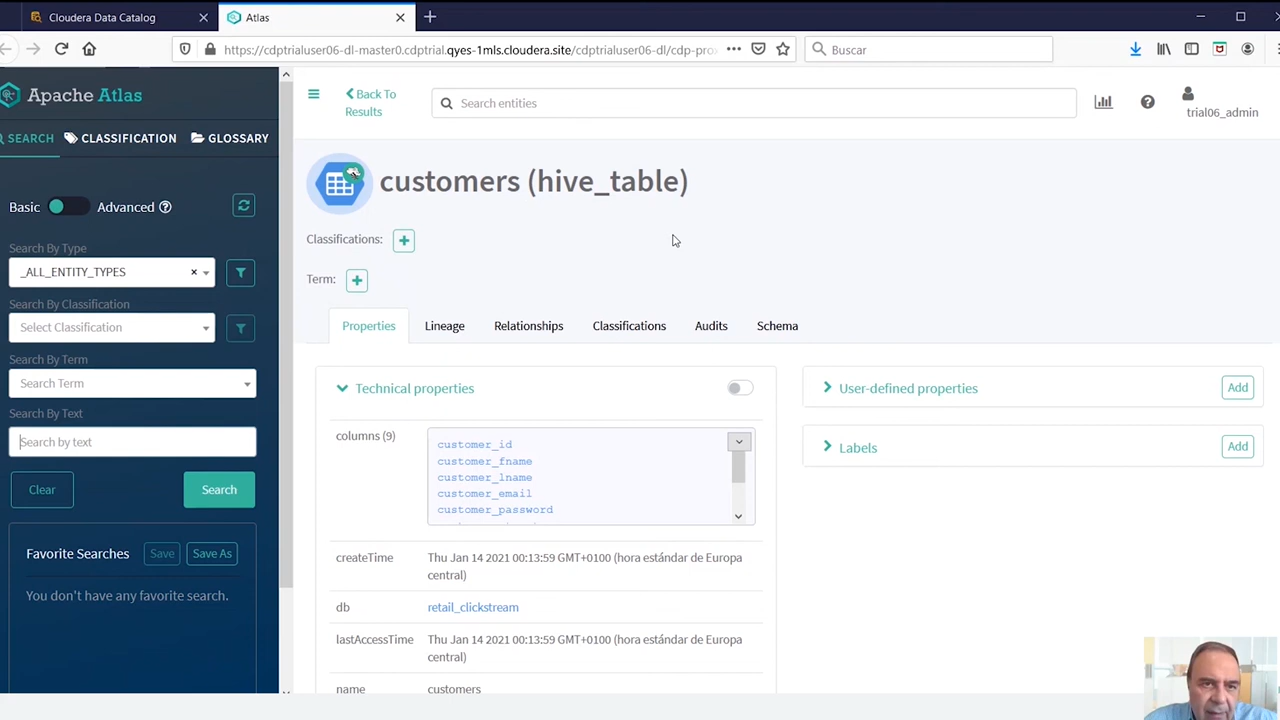 Cloudera Data Catalog
Atlas
https://cdptrialuser06-dl-master0.cdptrial.qyes-1mls.cloudera.site/cdptrialuser06-dl/cdp-pro
Buscar
Apache Atlas
SEARCH
CLASSIFICATION
GLOSSARY
Basic
Advanced
Search By Type
_ALL_ENTITY_TYPES
Search By Classification
Select Classification
Search By Term
Search Term
Search By Text
Search by text
Clear
Search
Favorite Searches
Save
Save As
You don't have any favorite search.
Back To
Results
Search entities
trial06_admin
customers (hive_table)
Classifications:
Term:
Properties
Lineage
Relationships
Classifications
Audits
Schema
Technical properties
columns (9)
customer_id
customer_fname
customer_lname
customer_email
customer_password
createTime
Thu Jan 14 2021 00:13:59 GMT+0100 (hora estándar de Europa
central)
db
retail_clickstream
lastAccessTime
Thu Jan 14 2021 00:13:59 GMT+0100 (hora estándar de Europa
central)
name
customers
User-defined properties
Add
Labels
Add